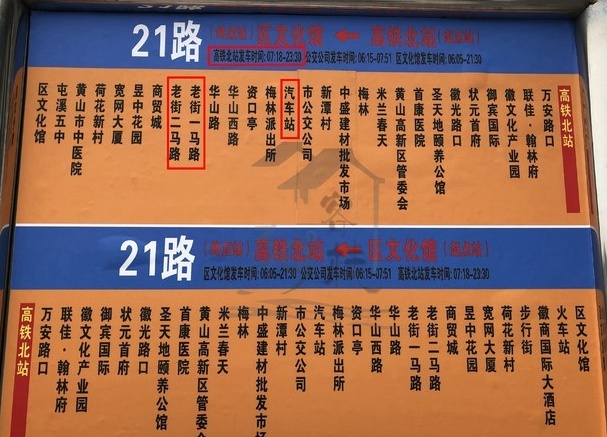 21路 (终点站) 区文化馆 ← 高铁北站 (起点站)
高铁北站发车时间: 07:18-23:30 公交公司发车时间: 06:15-07:51 区文化馆发车时间: 06:05-21:30
区文化馆
屯溪五中
黄山市中医院
荷花新村
宽网大厦
昱中花园
商贸城
老街二马路
老街一马路
华山路
华山西路
资口亭
梅林派出所
汽车站
市公交公司
新潭村
中盛建材批发市场
梅林
米兰春天
黄山高新区管委会
首康医院
圣天地颐养公馆
徽光路口
状元首府
御宾国际
徽文化产业园
联佳·翰林府
万安路口
高铁北站
21路 (终点站) 高铁北站 ← 区文化馆 (起点站)
区文化馆发车时间: 06:05-21:30 公交公司发车时间: 06:15-07:51 高铁北站发车时间: 07:18-23:30
高铁北站
万安路口
联佳·翰林府
徽文化产业园
御宾国际
状元首府
徽光路口
圣天地颐养公馆
首康医院
黄山高新区管委会
米兰春天
梅林
中盛建材批发市场
新潭村
市公交公司
汽车站
梅林派出所
资口亭
华山西路
华山路
老街一马路
老街二马路
商贸城
昱中花园
宽网大厦
荷花新村
步行街
徽商国际大酒店
火车站
区文化馆